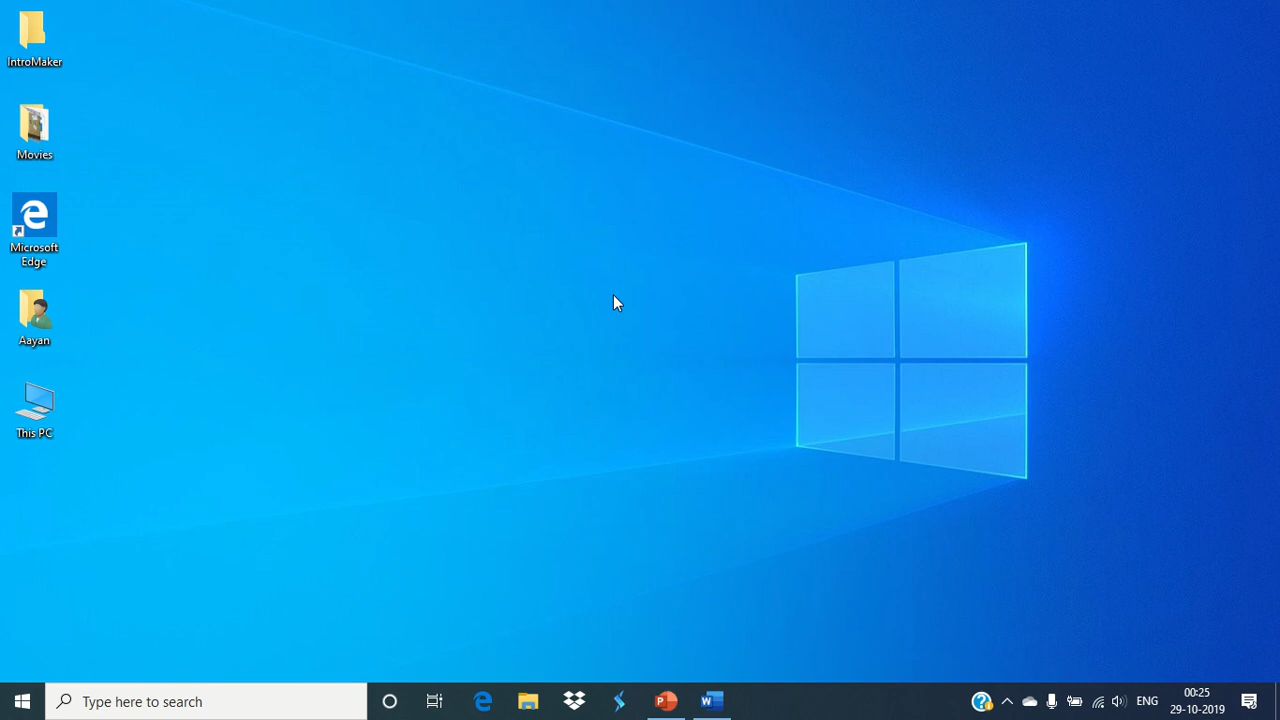 IntroMaker
Movies
Microsoft
Edge
Aayan
This PC
Type here to search
ENG
00:25
29-10-2019